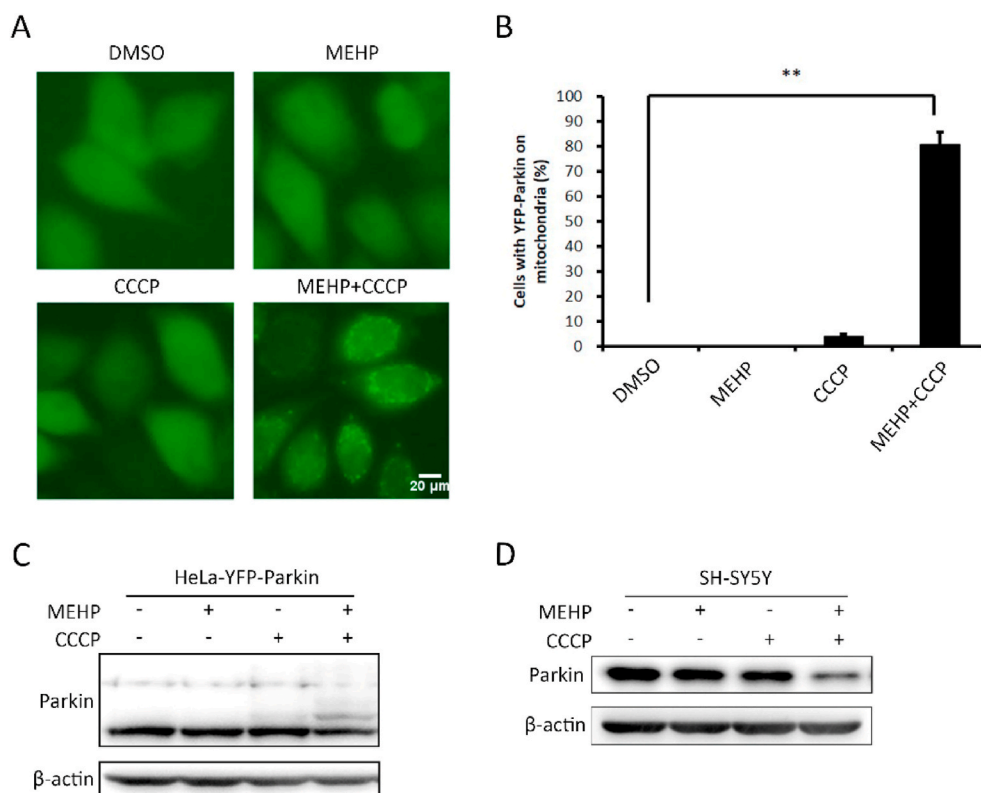 A
DMSO
MEHP
CCCP
MEHP+CCCP
20 μm
B
**
100
90
80
70
60
50
40
30
20
10
0
Cells with YFP-Parkin on
mitochondria (%)
DMSO
MEHP
CCCP
MEHP+CCCP
C
HeLa-YFP-Parkin
MEHP - + - +
CCCP - - + +
Parkin
β-actin
D
SH-SY5Y
MEHP - + - +
CCCP - - + +
Parkin
β-actin